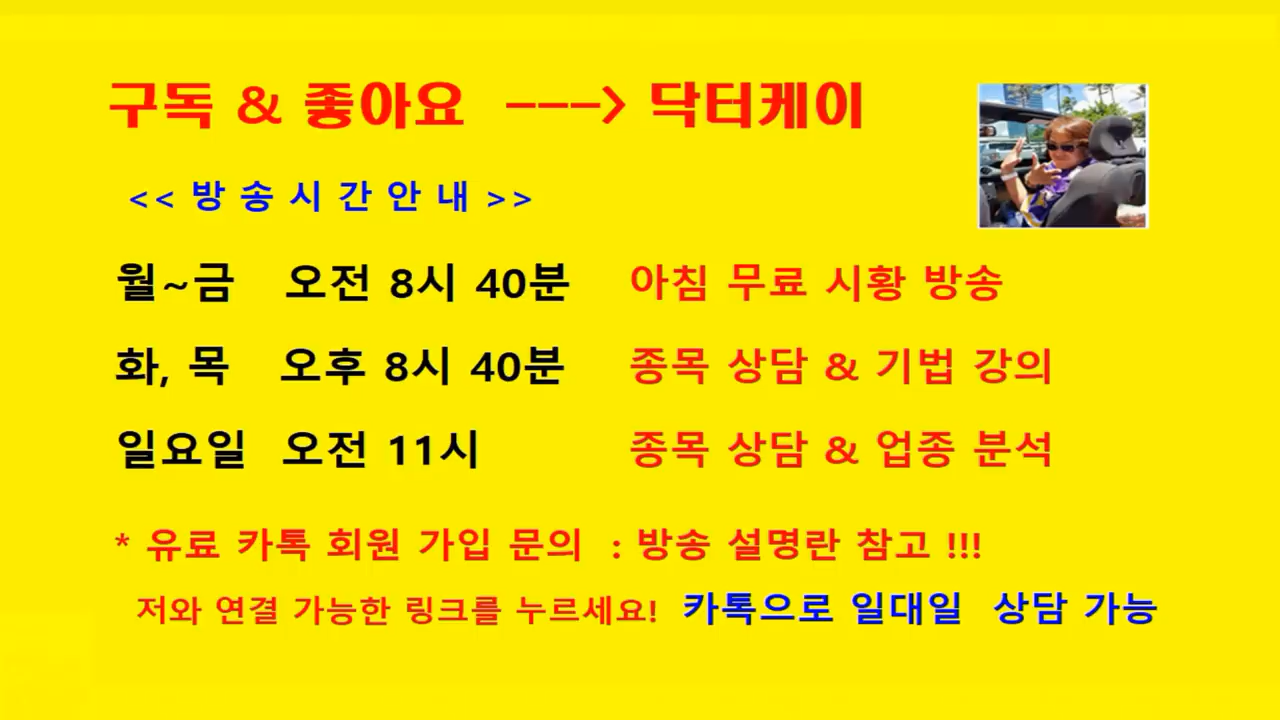 구독 & 좋아요 ---> 닥터케이
<< 방 송 시 간 안 내 >>
월~금 오전 8시 40분 아침 무료 시황 방송
화, 목 오후 8시 40분 종목 상담 & 기법 강의
일요일 오전 11시 종목 상담 & 업종 분석
* 유료 카톡 회원 가입 문의 : 방송 설명란 참고 !!!
저와 연결 가능한 링크를 누르세요! 카톡으로 일대일 상담 가능